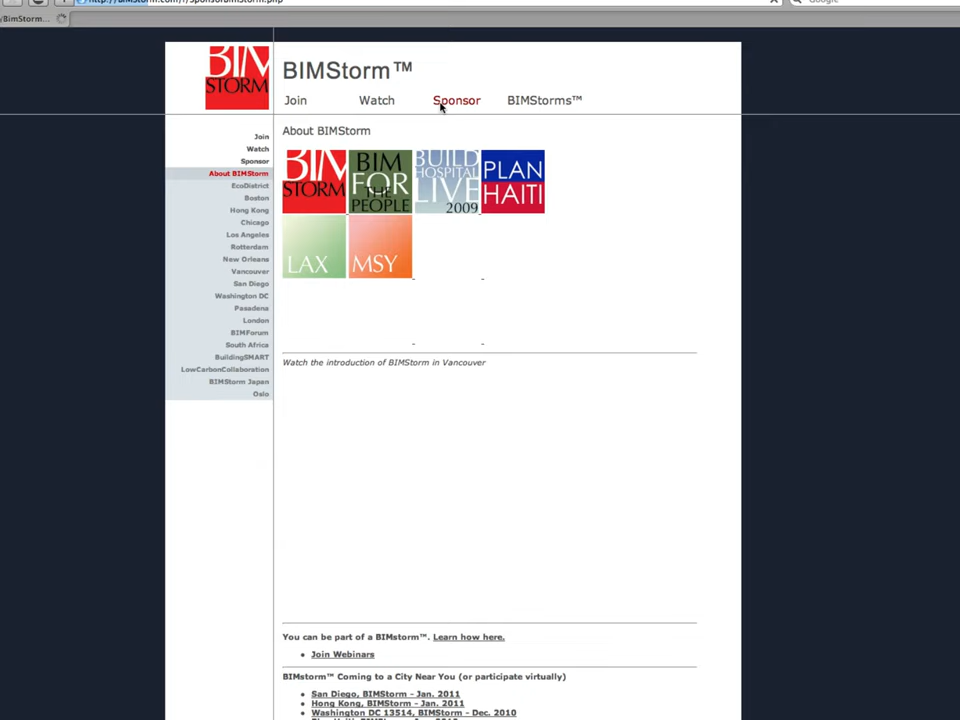 /BimStorm...
Google
BIM
STORM
BIMStorm™
Join Watch Sponsor BIMStorms™
Join
Watch
Sponsor
About BIMStorm
EcoDistrict
Boston
Hong Kong
Chicago
Los Angeles
Rotterdam
New Orleans
Vancouver
San Diego
Washington DC
Pasadena
London
BIMForum
South Africa
BuildingSMART
LowCarbonCollaboration
BIMStorm Japan
Oslo
About BIMStorm
BIM
STORM
BIM
FOR
THE
PEOPLE
BUILD
HOSPITAL
LIVE
2009
PLAN
HAITI
LAX
MSY
Watch the introduction of BIMStorm in Vancouver
You can be part of a BIMstorm™. Learn how here.
• Join Webinars
BIMstorm™ Coming to a City Near You (or participate virtually)
• San Diego, BIMStorm - Jan. 2011
• Hong Kong, BIMStorm - Jan. 2011
• Washington DC 13514, BIMStorm - Dec. 2010